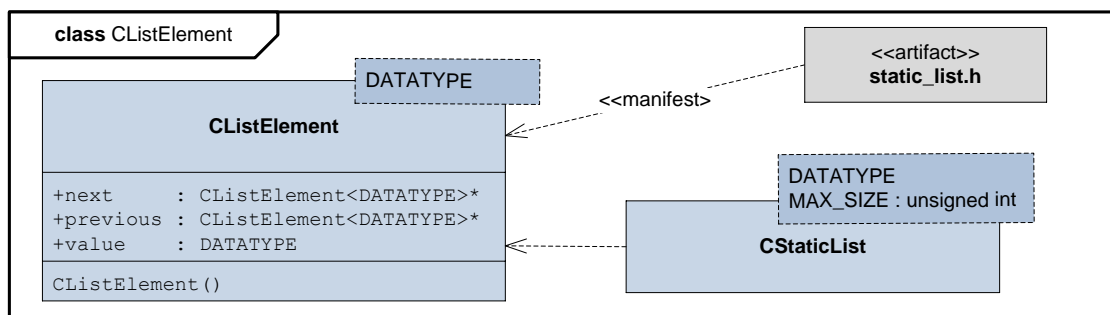 class CListElement
<<artifact>>
static_list.h
DATATYPE
<<manifest>
CListElement
DATATYPE
MAX_SIZE : unsigned int
+next     : CListElement<DATATYPE>*
+previous : CListElement<DATATYPE>*
+value    : DATATYPE
CStaticList
CListElement()